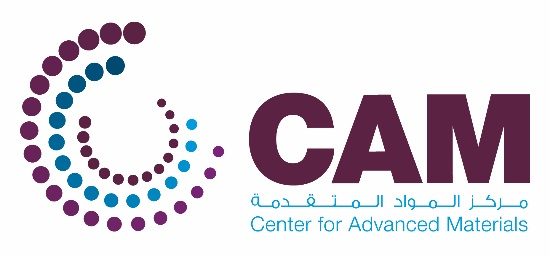 CAM
مركز المواد المتقدمة
Center for Advanced Materials